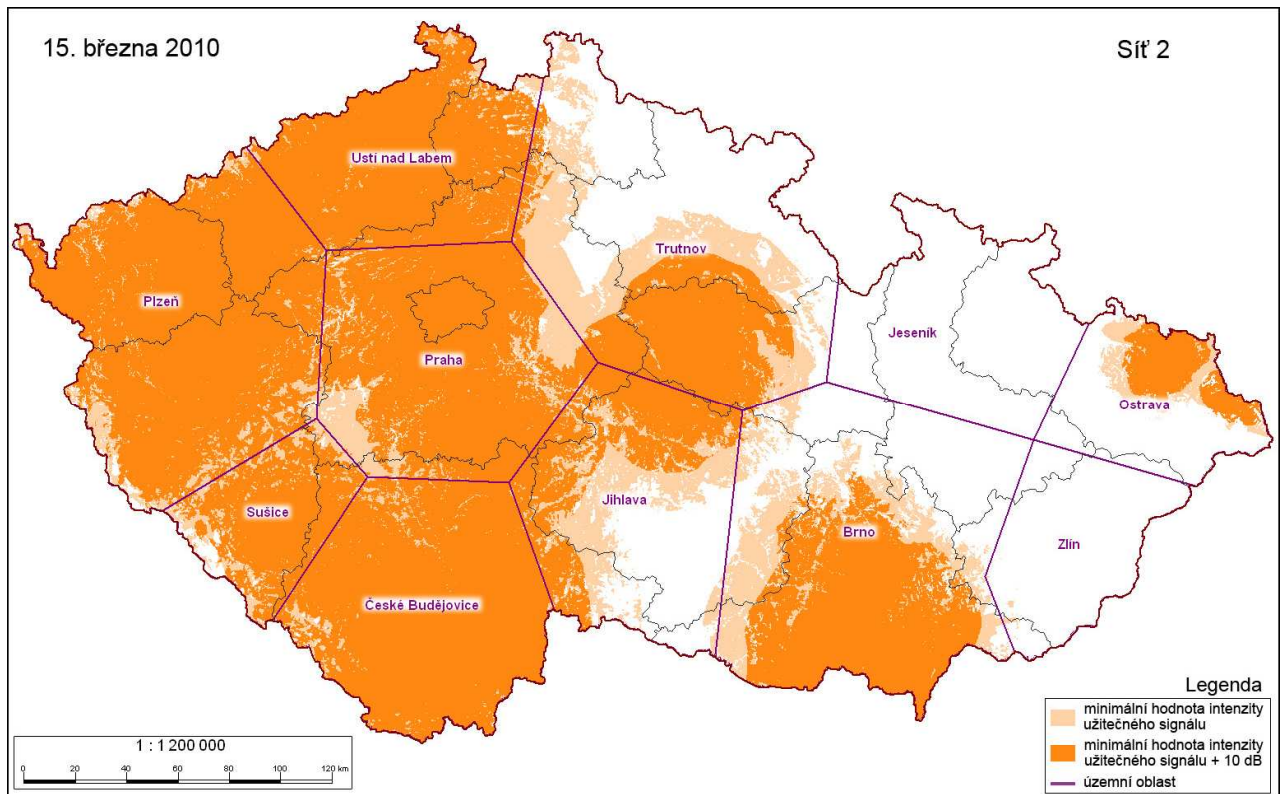 15. března 2010
Síť 2
Ustí nad Labem
Trutnov
Plzeň
Jeseník
Praha
Ostrava
Jihlava
Sušice
Brno
Zlín
České Budějovice
Legenda
minimální hodnota intenzity
užitečného signálu
minimální hodnota intenzity
užitečného signálu + 10 dB
územní oblast
1 : 1 200 000
0 20 40 60 80 100 120 km